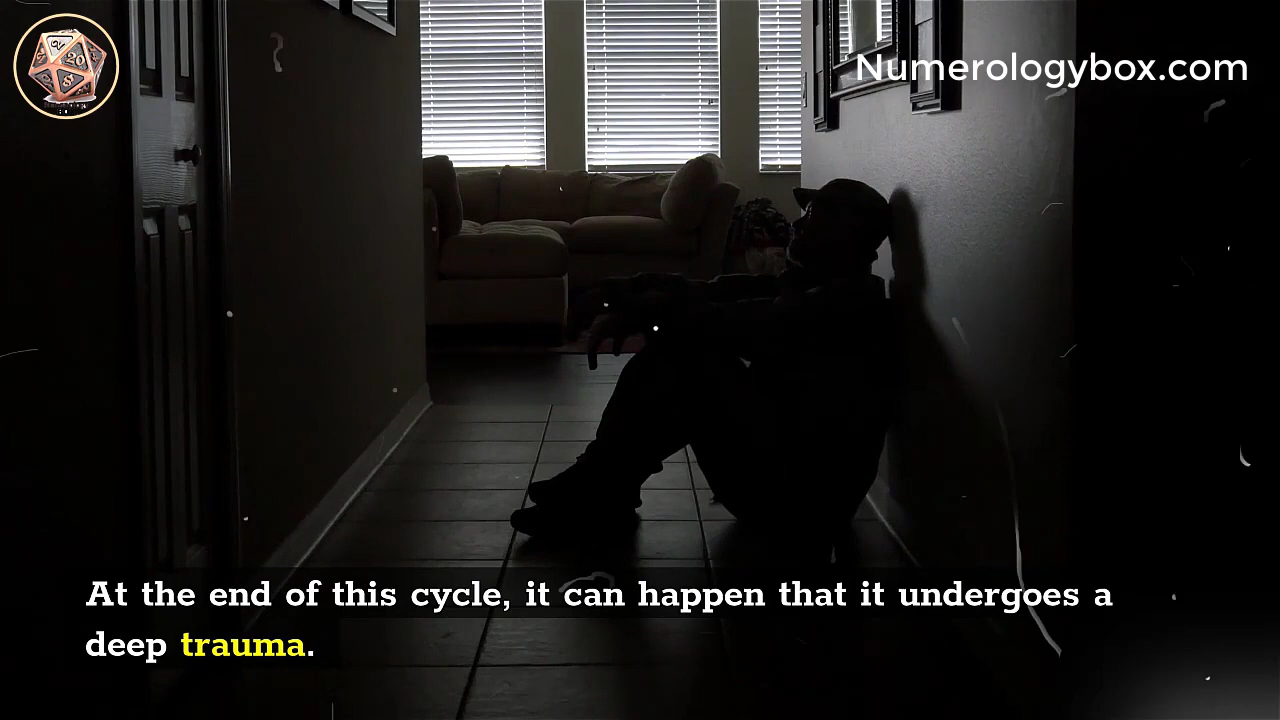 Numerologybox.com
At the end of this cycle, it can happen that it undergoes a
deep trauma.